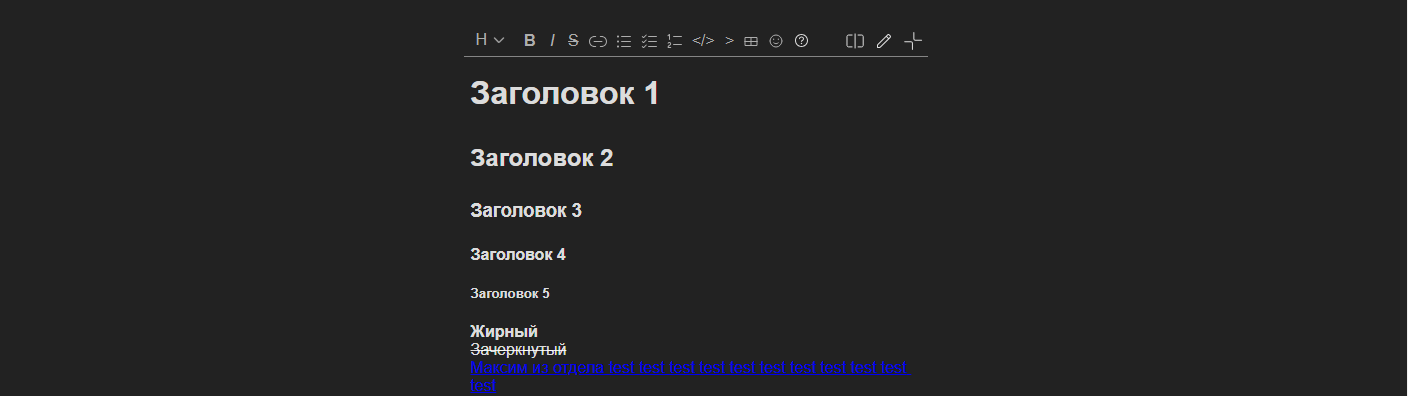 H B I S </> >
Заголовок 1
Заголовок 2
Заголовок 3
Заголовок 4
Заголовок 5
Жирный
Зачеркнутый
Максим из отдела test test test test test test test test test test
test